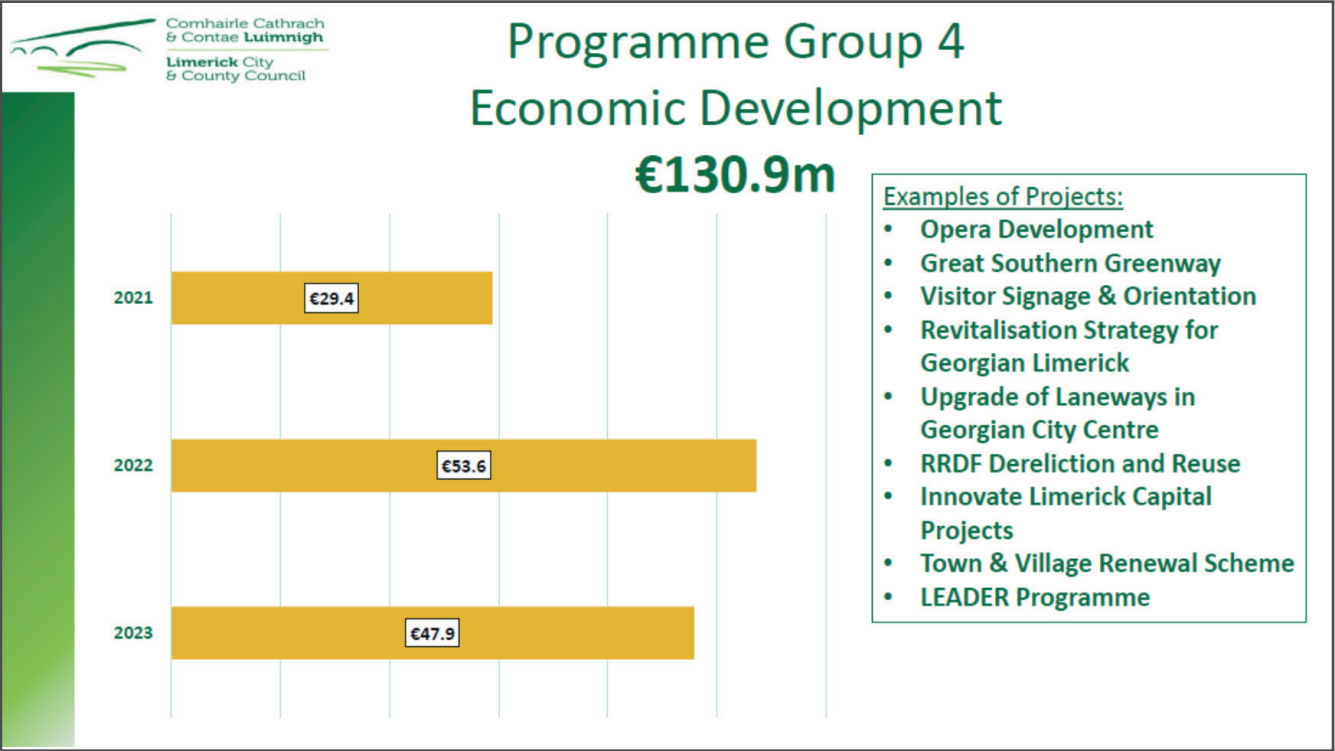 Comhairle Cathrach
& Contae Luimnigh
Limerick City
& County Council
Programme Group 4
Economic Development
€130.9m
2021
€29.4
2022
€53.6
2023
€47.9
Examples of Projects:
• Opera Development
• Great Southern Greenway
• Visitor Signage & Orientation
• Revitalisation Strategy for
Georgian Limerick
• Upgrade of Laneways in
Georgian City Centre
• RRDF Dereliction and Reuse
• Innovate Limerick Capital
Projects
• Town & Village Renewal Scheme
• LEADER Programme